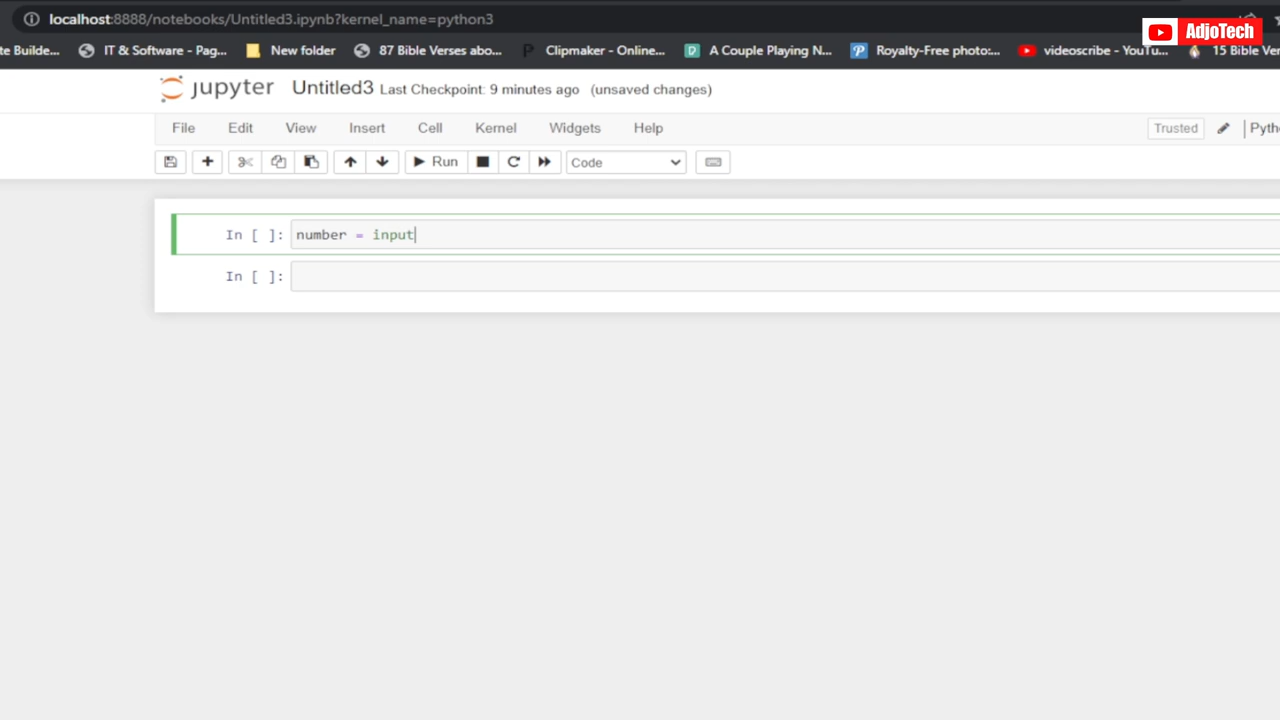 localhost:8888/notebooks/Untitled3.ipynb?kernel_name=python3
AdjoTech
te Builde... IT & Software - Pag... New folder 87 Bible Verses abo... Clipmaker - Online... A Couple Playing N... Royalty-Free photo:... videoscribe - YouTu... 15 Bible Ver
jupyter Untitled3 Last Checkpoint: 9 minutes ago (unsaved changes)
File Edit View Insert Cell Kernel Widgets Help Trusted Pyth
Run Code
In [ ]: number = input
In [ ]: